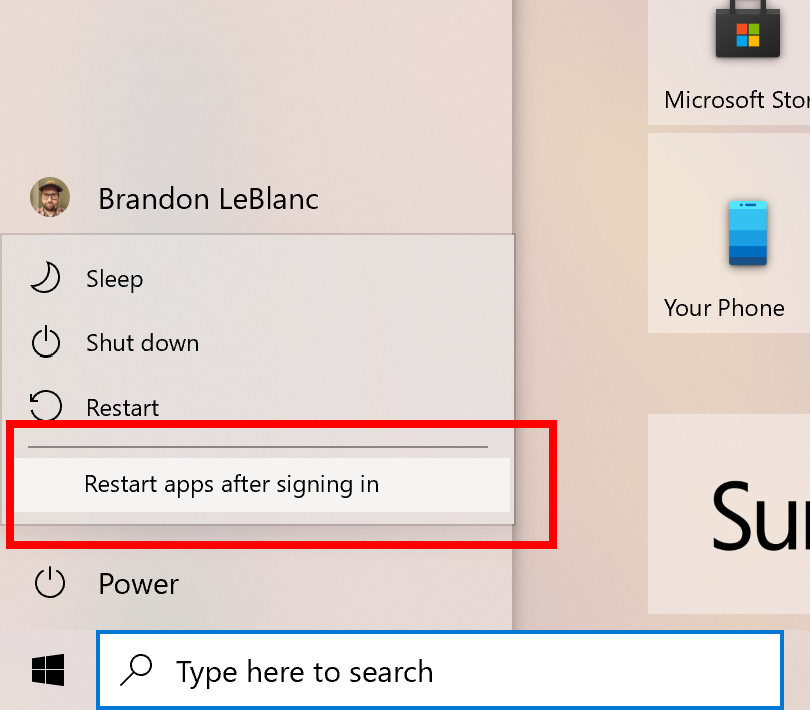 Microsoft Stor
Brandon LeBlanc
Sleep
Shut down
Your Phone
Restart
Restart apps after signing in
Sun
Power
Type here to search